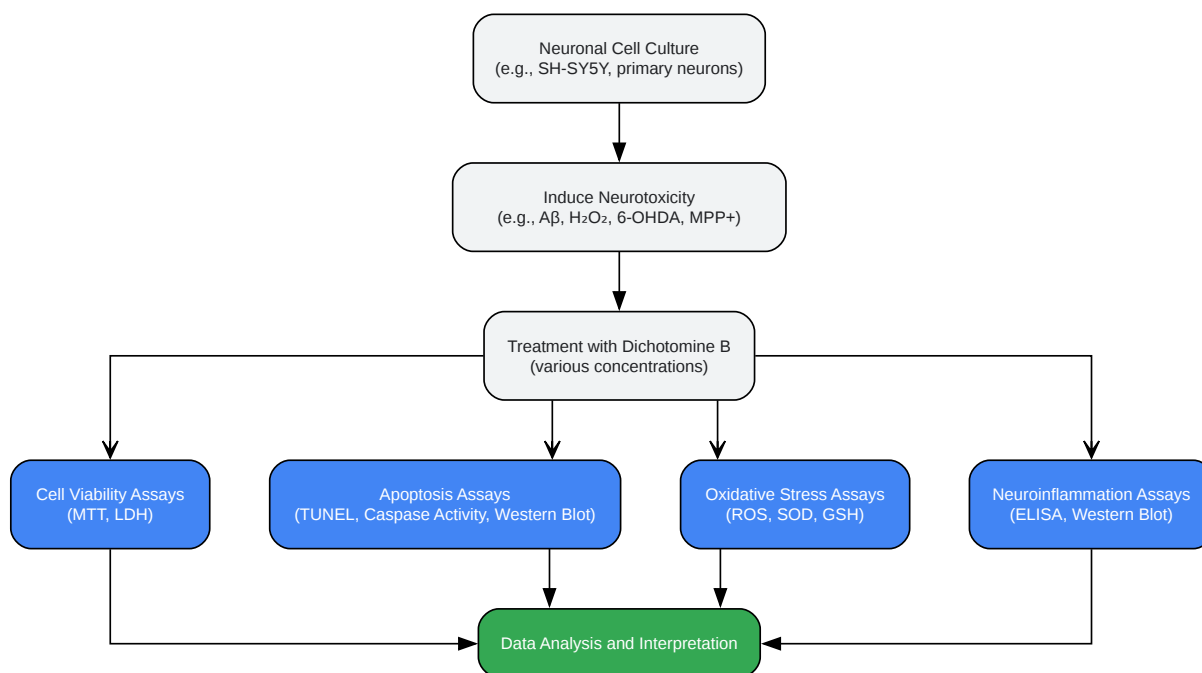 Neuronal Cell Culture
(e.g., SH-SY5Y, primary neurons)
Induce Neurotoxicity
(e.g., Aβ, H₂O₂, 6-OHDA, MPP+)
Treatment with Dichotomine B
(various concentrations)
Cell Viability Assays
(MTT, LDH)
Apoptosis Assays
(TUNEL, Caspase Activity, Western Blot)
Oxidative Stress Assays
(ROS, SOD, GSH)
Neuroinflammation Assays
(ELISA, Western Blot)
Data Analysis and Interpretation